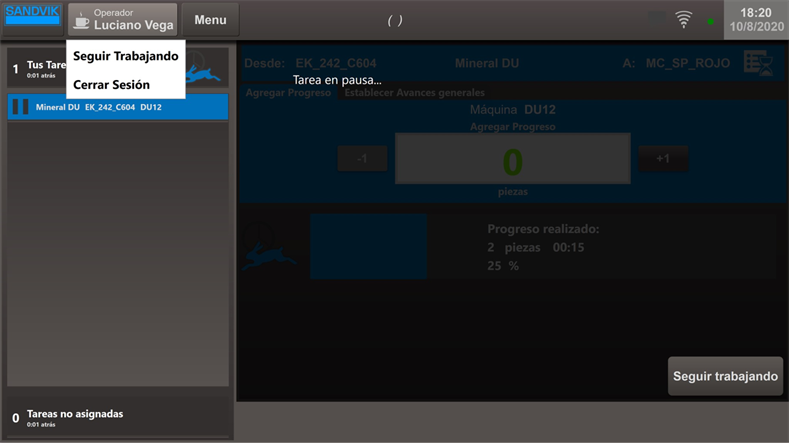 SANDVIK
Operador
Luciano Vega
Menu
( )
18:20
10/8/2020
Seguir Trabajando
Cerrar Sesión
1 Tus Tare
0:01 atrás
Mineral DU EK_242_C604 DU12
Desde: EK_242_C604 Mineral DU A: MC_SP_ROJO
Tarea en pausa...
Agregar Progreso Establecer Avances generales
Máquina DU12
Agregar Progreso
-1 0 +1
piezas
Progreso realizado:
2 piezas 00:15
25 %
Seguir trabajando
0 Tareas no asignadas
0:01 atrás